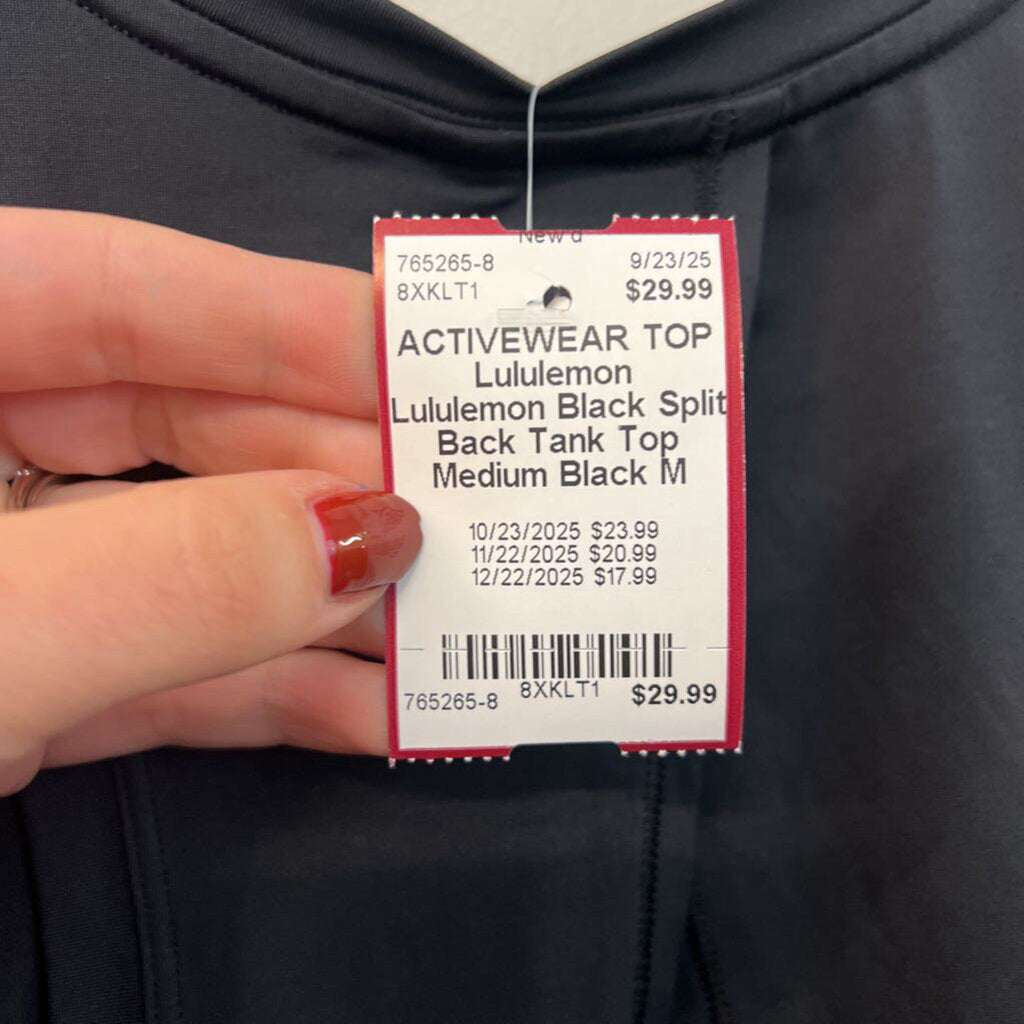 New d
765265-8 9/23/25
8XKLT1 $29.99
ACTIVEWEAR TOP
Lululemon
Lululemon Black Split
Back Tank Top
Medium Black M
10/23/2025 $23.99
11/22/2025 $20.99
12/22/2025 $17.99
765265-8 8XKLT1 $29.99